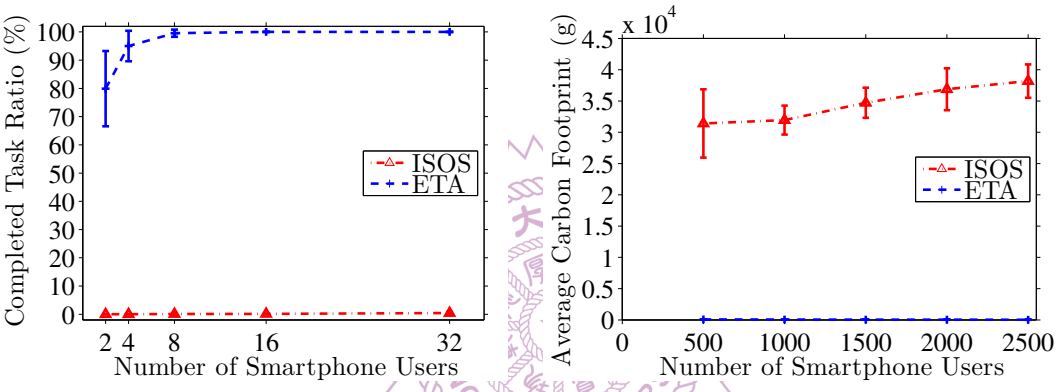 Completed Task Ratio (%)
100
90
80
70
60
50
40
30
20
10
0
2 4 8 16 32
Number of Smartphone Users
ISOS
ETA
Average Carbon Footprint (g)
x 10^4
4.5
4
3.5
3
2.5
2
1.5
1
0.5
0
0 500 1000 1500 2000 2500
Number of Smartphone Users
ISOS
ETA
大